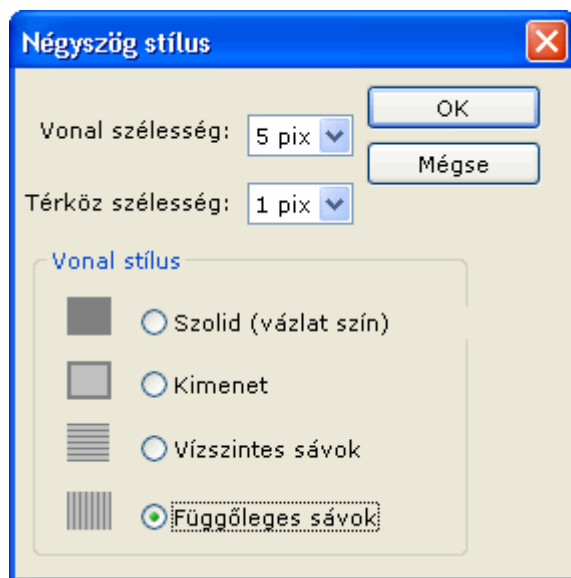 Négyszög stílus
Vonal szélesség: 5 pix
OK
Mégse
Térköz szélesség: 1 pix
Vonal stílus
Szolid (vázlat szín)
Kimenet
Vízszintes sávok
Függőleges sávok